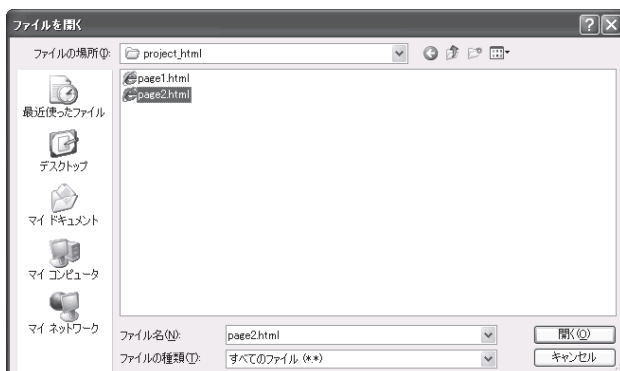 ファイルを開く
ファイルの場所(I):
project_html
page1.html
page2.html
最近使ったファイル
デスクトップ
マイ ドキュメント
マイ コンピュータ
マイ ネットワーク
ファイル名(N):
page2.html
開く(O)
ファイルの種類(T):
すべてのファイル (*.*)
キャンセル